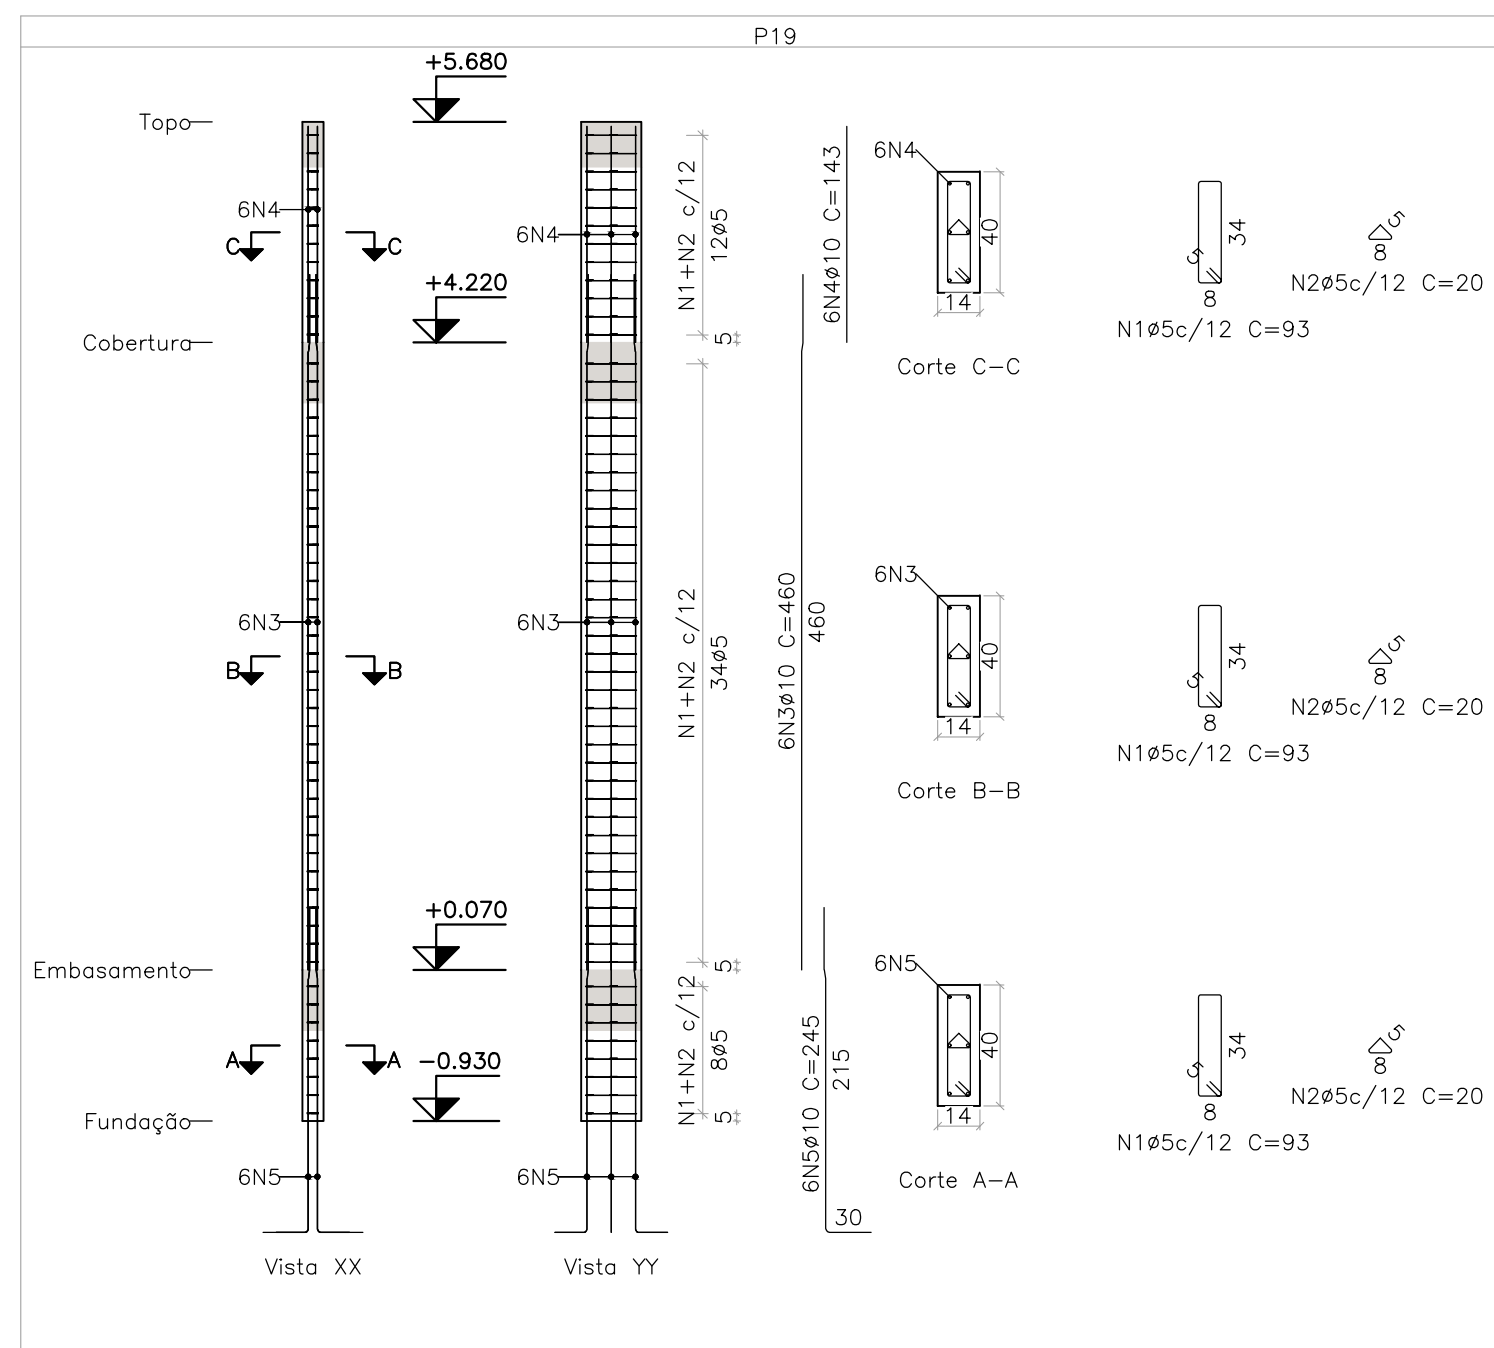 P19
+5.680
Topo
6N4
C C
6N4
N1+N2 c/12
12ø5
6N4ø10 C=143
6N4
40
14
Corte C-C
34
5
8
N1ø5c/12 C=93
5
8
N2ø5c/12 C=20
+4.220
Cobertura
5
6N3
B B
6N3
N1+N2 c/12
34ø5
6N3ø10 C=460
460
6N3
40
14
Corte B-B
34
5
8
N1ø5c/12 C=93
5
8
N2ø5c/12 C=20
+0.070
Embasamento
5
A A
-0.930
Fundação
N1+N2 c/12
8ø5
5
6N5ø10 C=245
215
30
6N5
40
14
Corte A-A
34
5
8
N1ø5c/12 C=93
5
8
N2ø5c/12 C=20
6N5
6N5
Vista XX
Vista YY